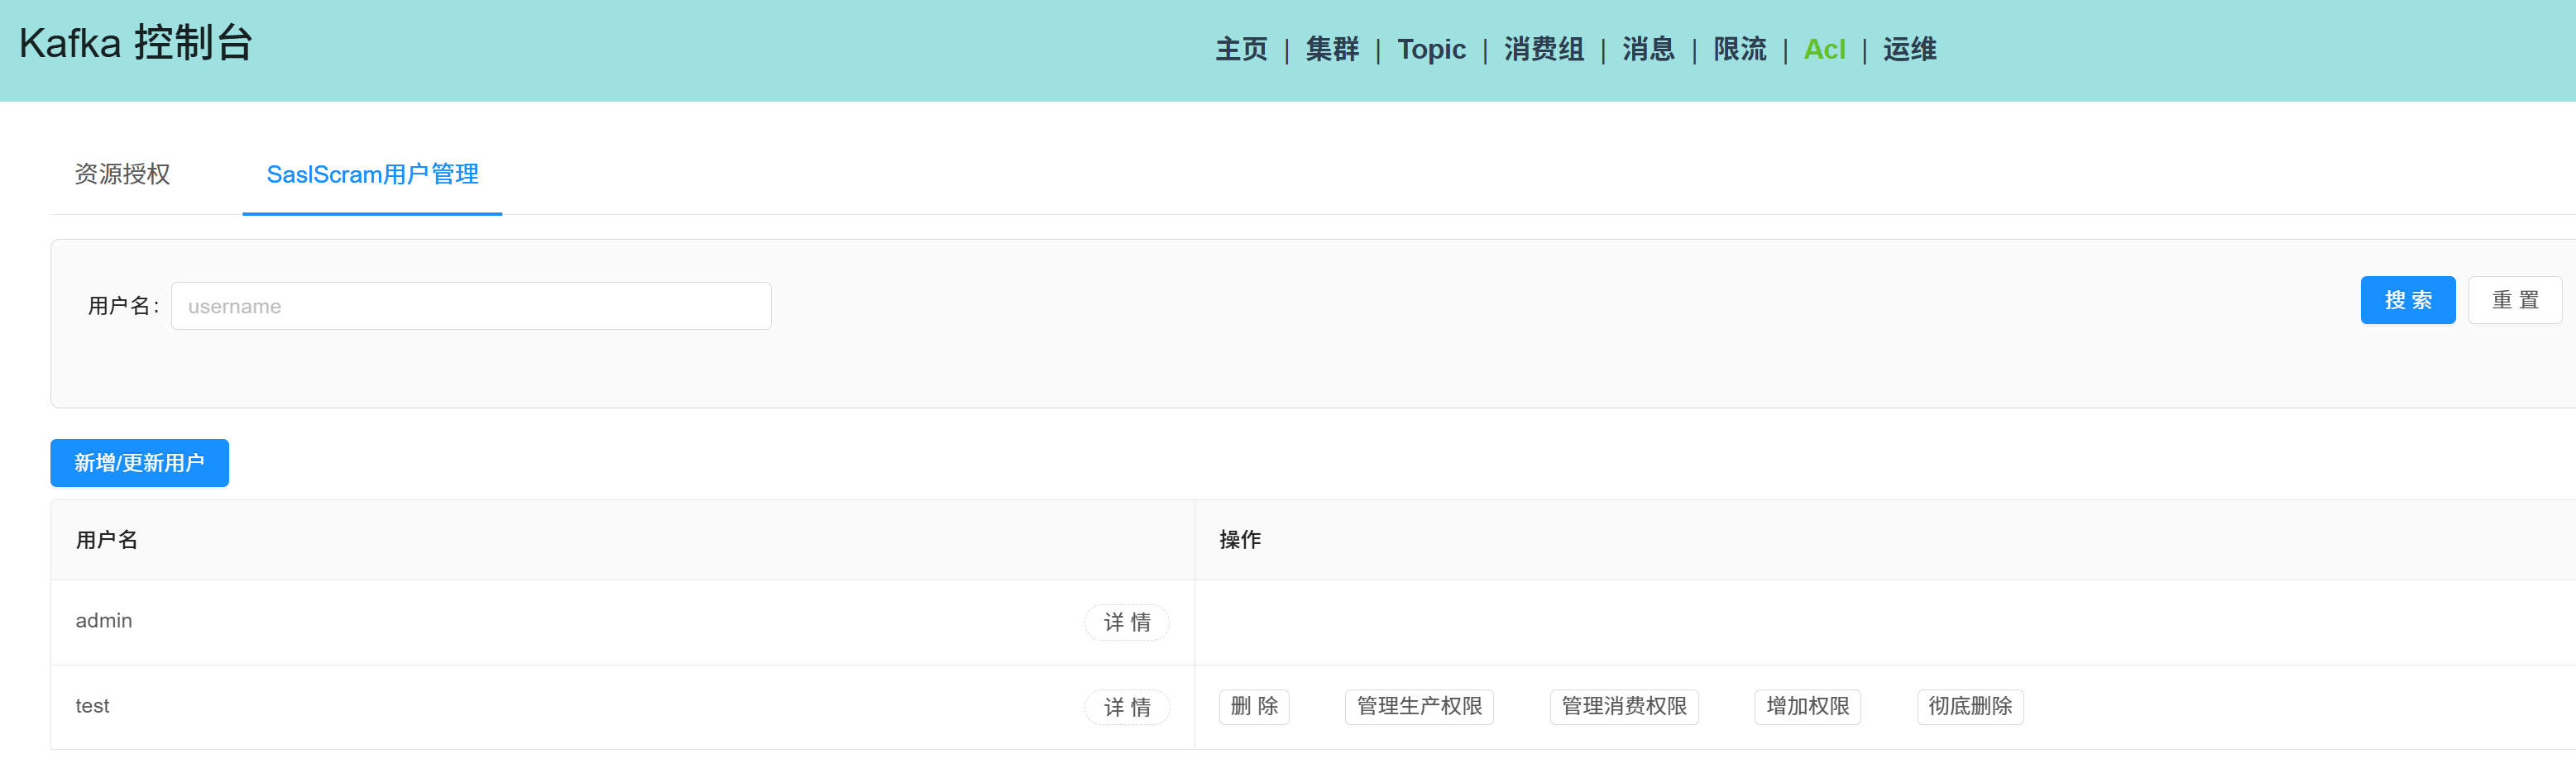 Kafka 控制台
主页 | 集群 | Topic | 消费组 | 消息 | 限流 | Acl | 运维
资源授权 SaslScram用户管理
用户名: username 搜 索 重 置
新增/更新用户
用户名 操作
admin 详 情
test 详 情 删 除 管理生产权限 管理消费权限 增加权限 彻底删除